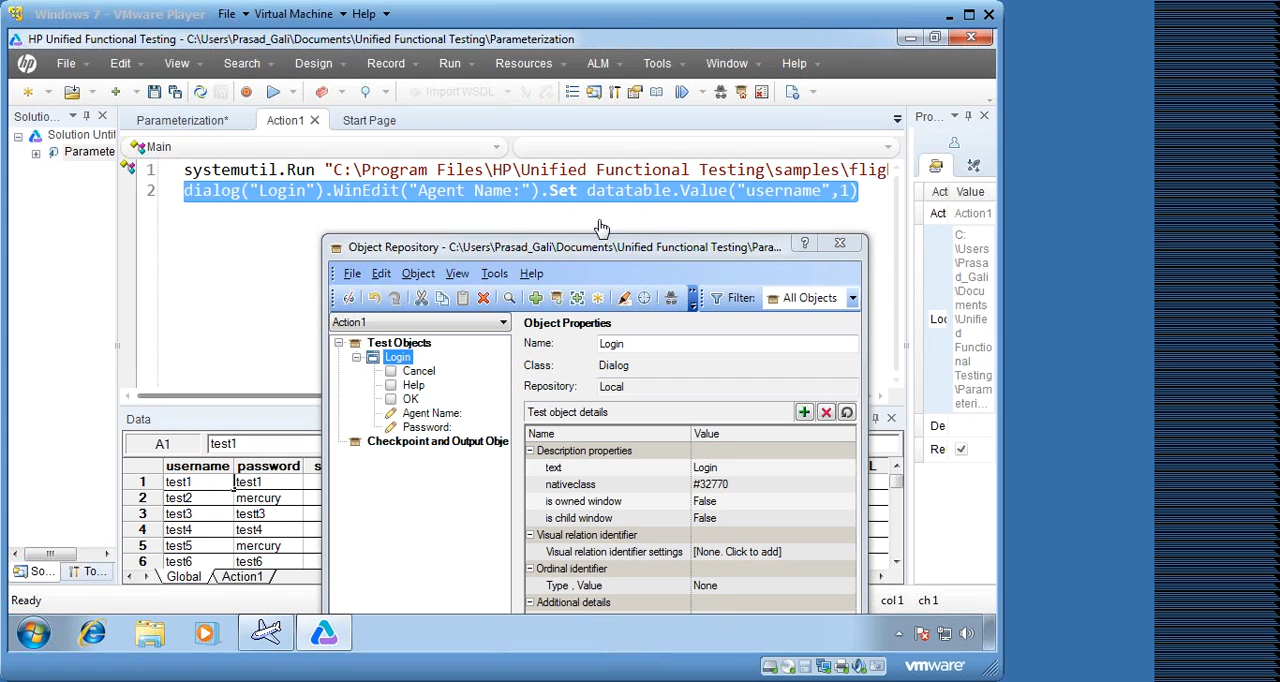 Windows 7 - VMware Player File Virtual Machine Help
HP Unified Functional Testing - C:\Users\Prasad_Gali\Documents\Unified Functional Testing\Parameterization
hp File Edit View Search Design Record Run Resources ALM Tools Window Help
Import WSDL
Soluti​o...
Parameterization* Action1 Start Page
Pro...
Solution Untit
Paramete
Main
1 systemutil.Run "C:\Program Files\HP\Unified Functional Testing\samples\flig
2 dialog("Login").WinEdit("Agent Name:").Set datatable.Value("username",1)
Act Value
Act Action1
C:
\Users
\Prasa
d_Gali
\Docu
ments
\Unifie
d
Functi
onal
Testing
\Param
eteri...
Loc
De
Re
Object Repository - C:\Users\Prasad_Gali\Documents\Unified Functional Testing\Para...
File Edit Object View Tools Help
Filter: All Objects
Action1
Test Objects
Login
Cancel
Help
OK
Agent Name:
Password:
Checkpoint and Output Obje
Object Properties
Name: Login
Class: Dialog
Repository: Local
Test object details
Name Value
Description properties
text Login
nativeclass #32770
is owned window False
is child window False
Visual relation identifier
Visual relation identifier settings [None. Click to add]
Ordinal identifier
Type , Value None
Additional details
Data
A1 test1
username password s L
1 test1 test1
2 test2 mercury
3 test3 testt3
4 test4 test4
5 test5 mercury
6 test6 test6
Global Action1
So... To...
Ready col 1 ch 1
vmware